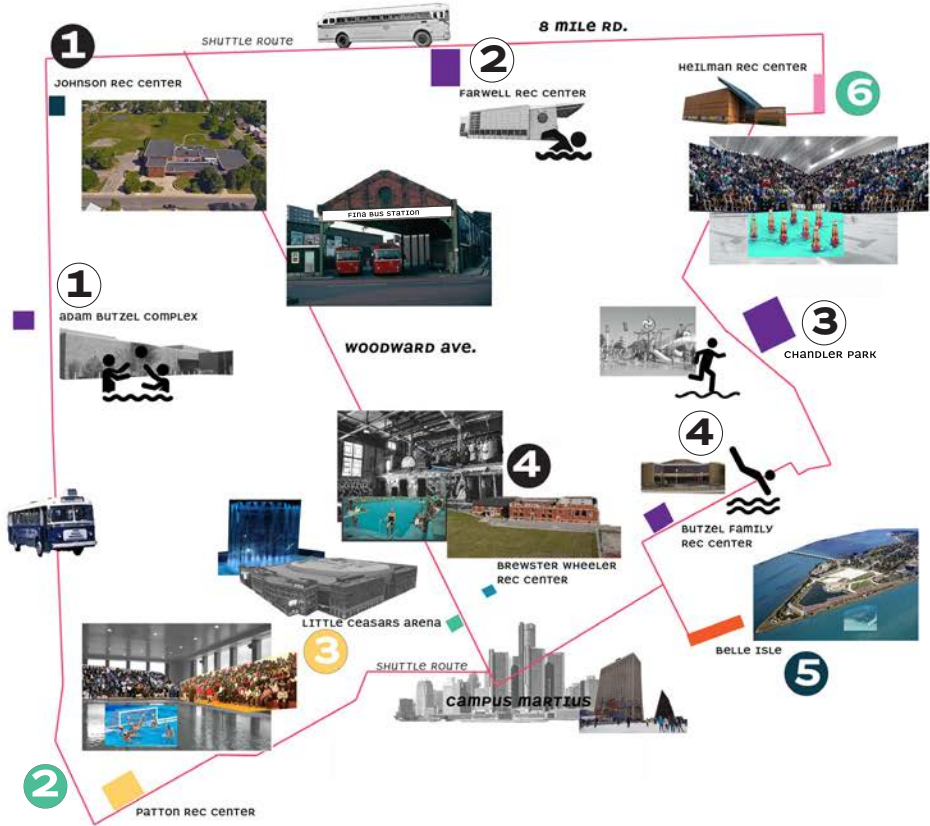 1
SHUTTLE ROUTE
8 MILE RD.
2
JOHNSON REC CENTER
FARWELL REC CENTER
HEILMAN REC CENTER
6
FINA BUS STATION
1
ADAM BUTZEL COMPLEX
WOODWARD AVE.
3
CHANDLER PARK
4
4
BUTZEL FAMILY
REC CENTER
BREWSTER WHEELER
REC CENTER
LITTLE CEASARS ARENA
3
BELLE ISLE
5
SHUTTLE ROUTE
CAMPUS MARTIUS
2
PATTON REC CENTER